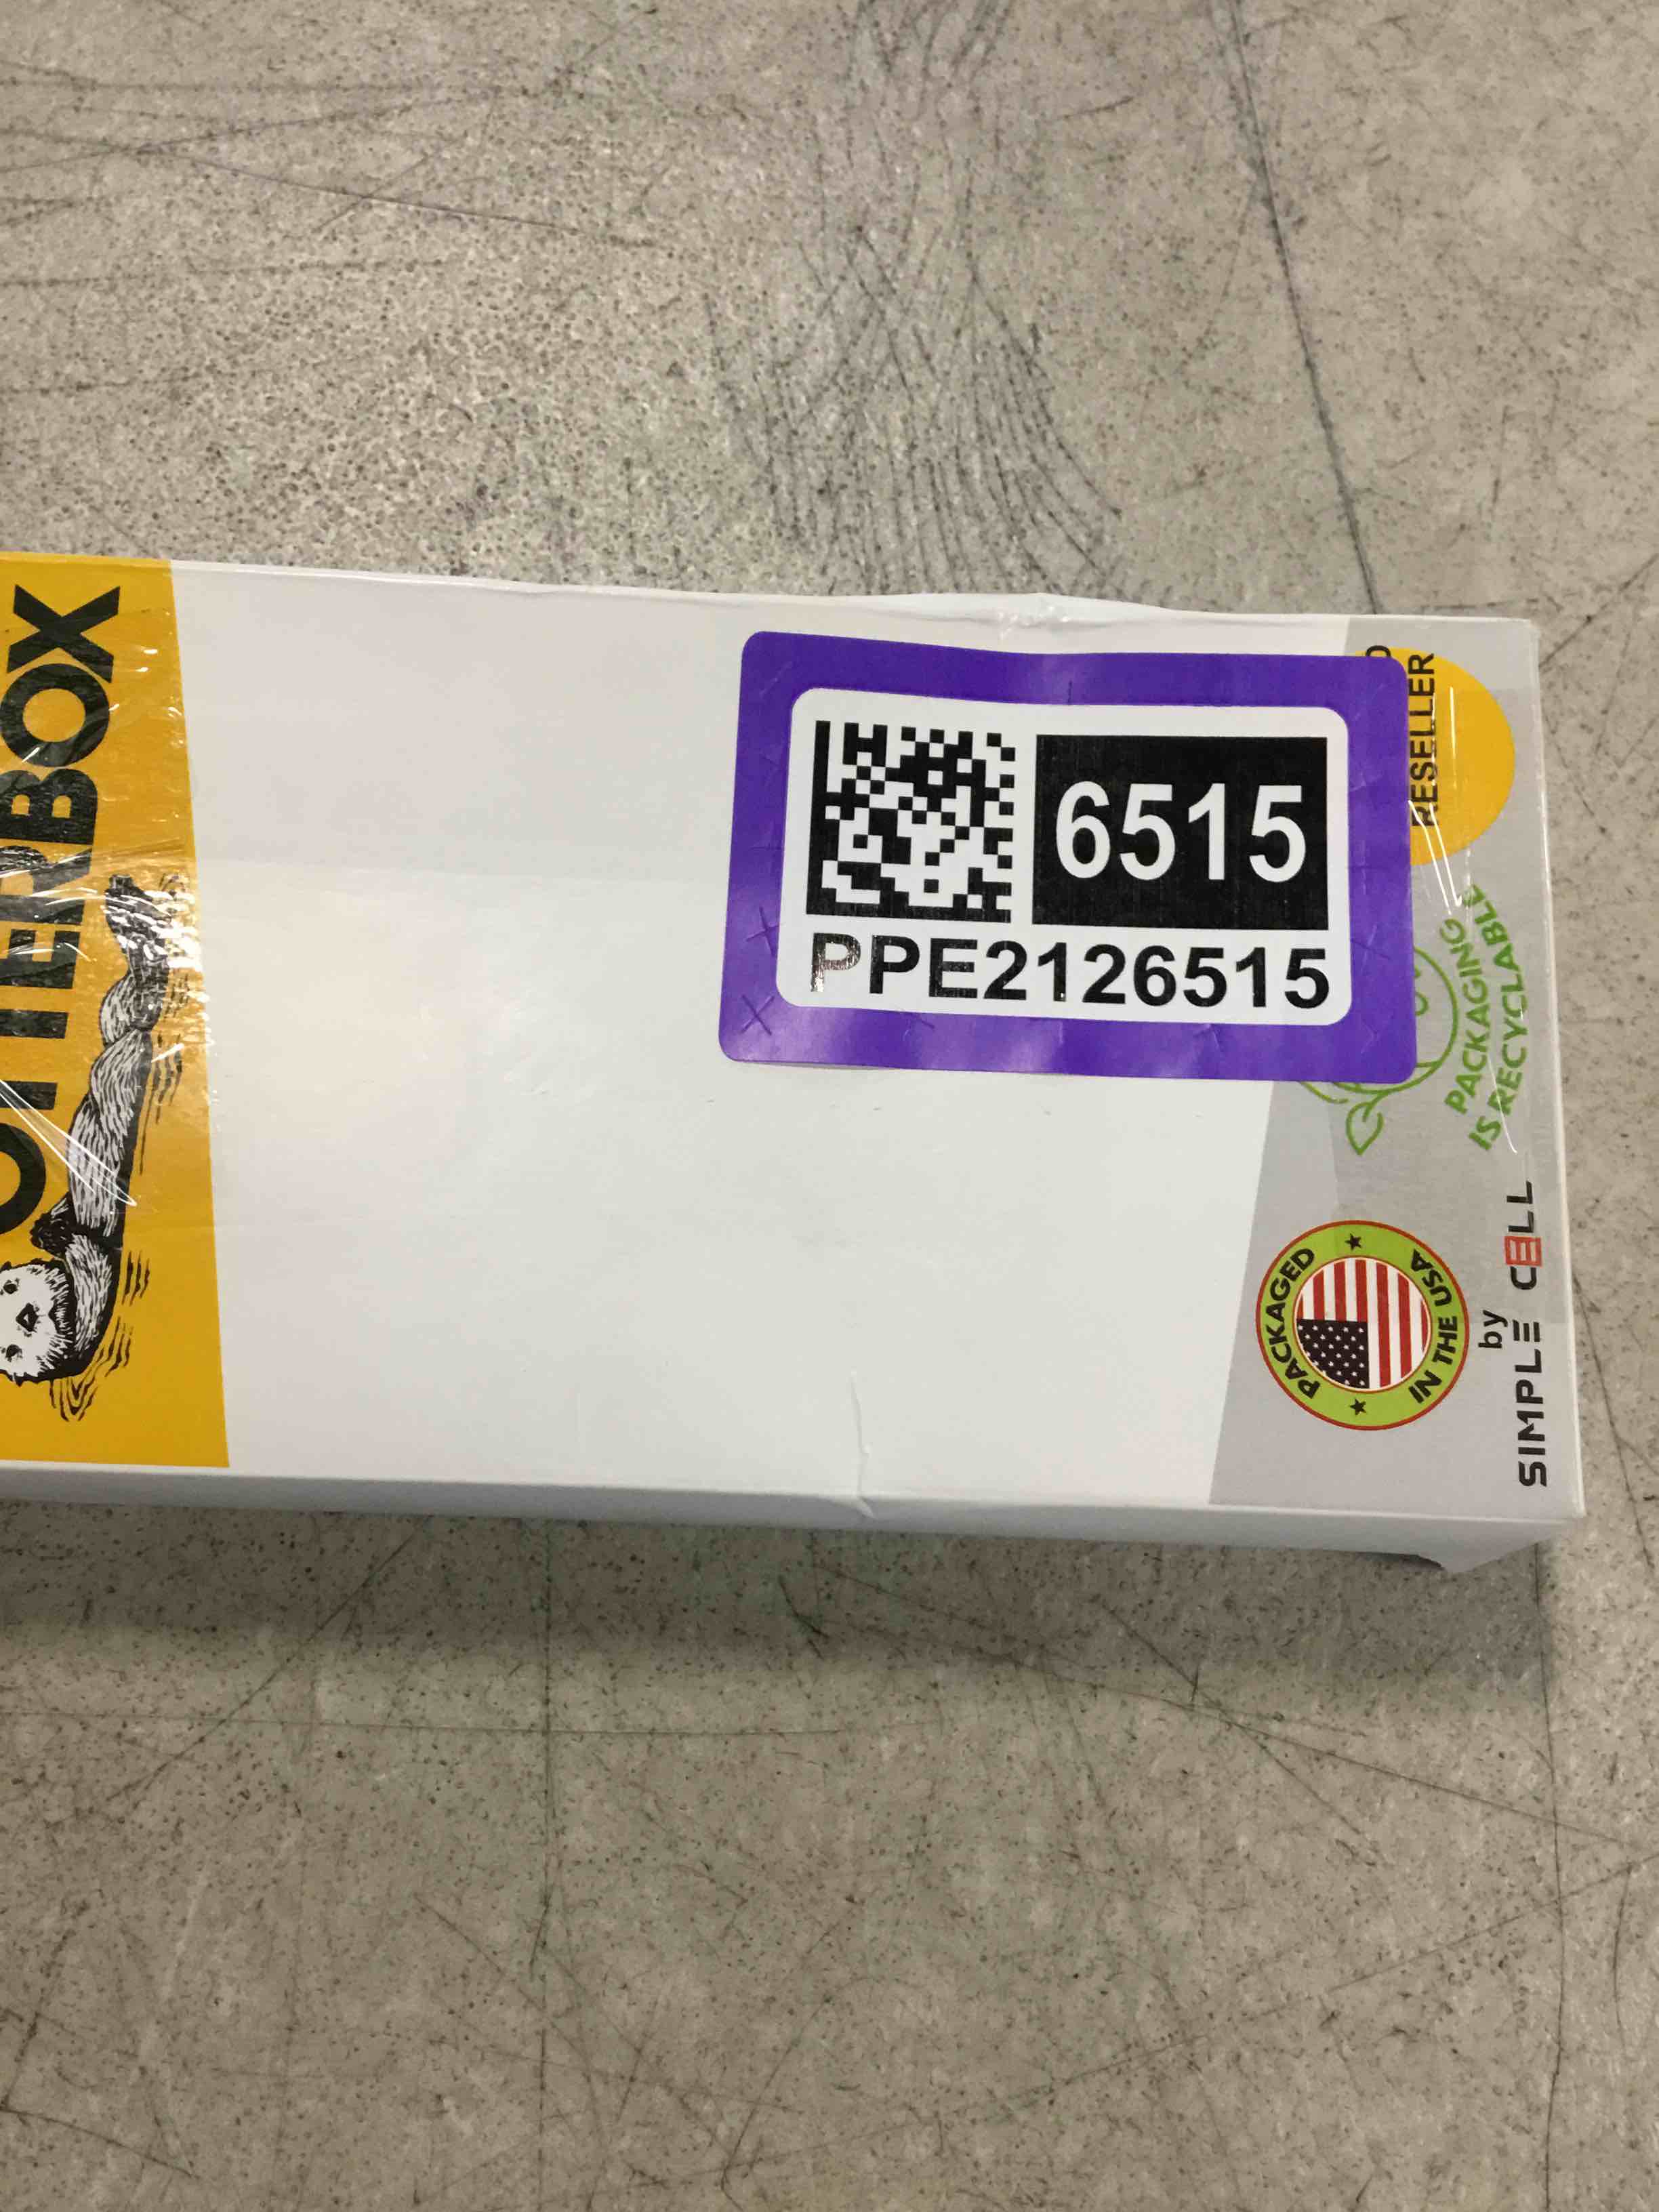 OTTERBOX
6515
PPE2126515
RESELLER
PACKAGING
IS RECYCLABLE
PACKAGED
IN THE USA
by
SIMPLE CELL